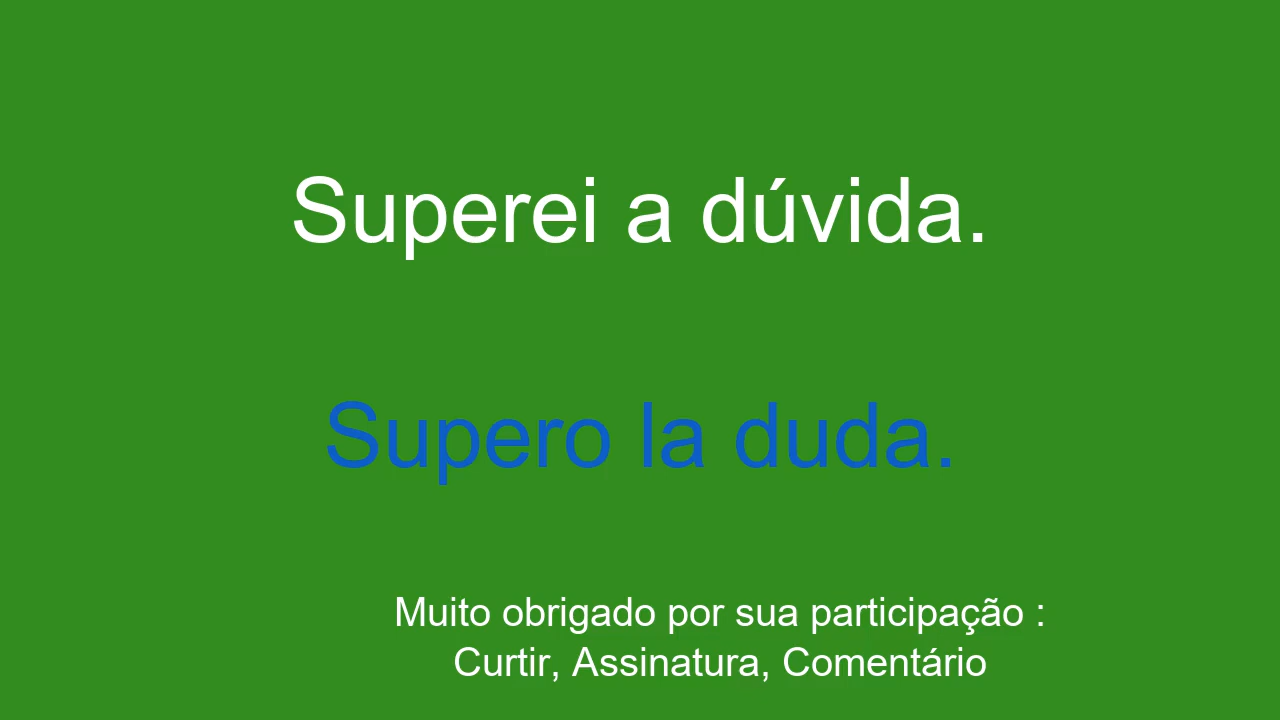 Superei a dúvida.
Supero la duda.
Muito obrigado por sua participação :
Curtir, Assinatura, Comentário